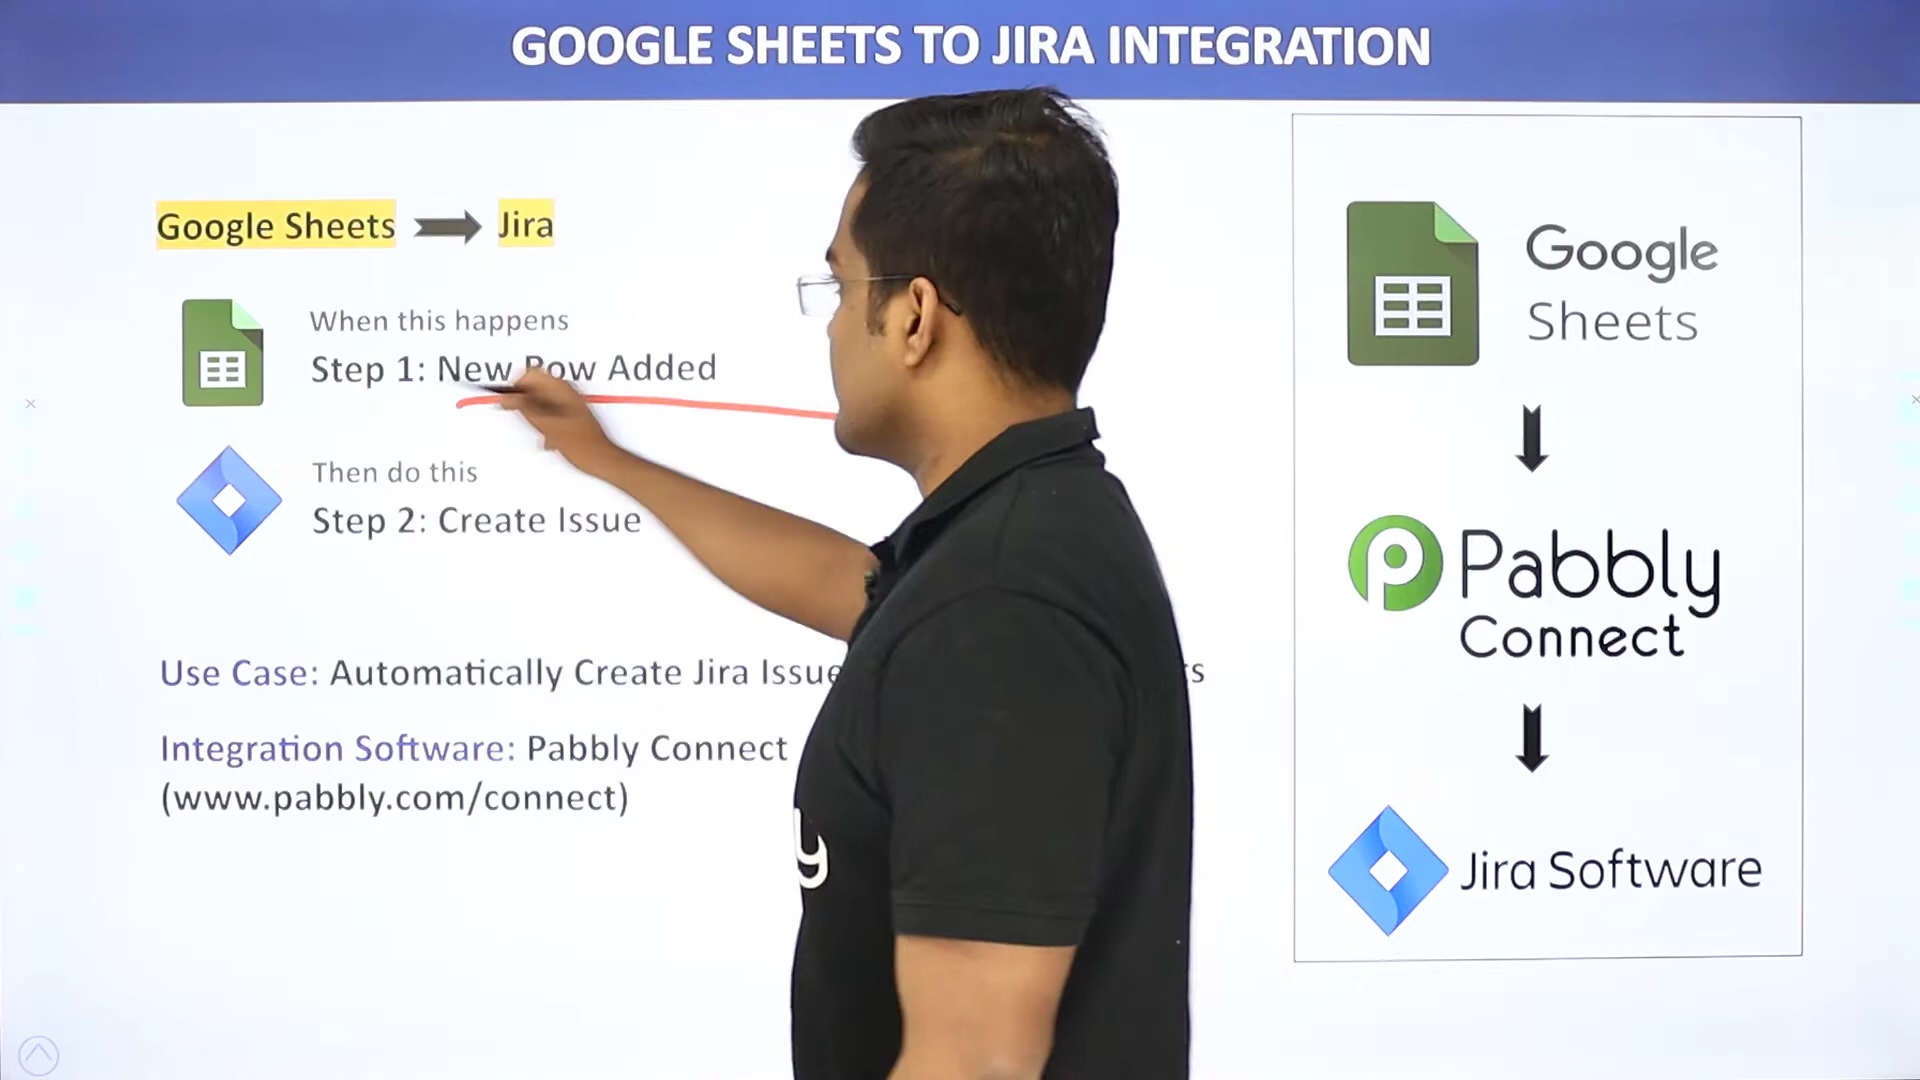 GOOGLE SHEETS TO JIRA INTEGRATION
Google Sheets
Jira
When this happens
Step 1: New Row Added
Then do this
Step 2: Create Issue
Use Case: Automatically Create Jira
Integration Software: Pabbly Connect
(www.pabbly.com/connect)
Google
Sheets
Pabbly
Connect
Jira Software